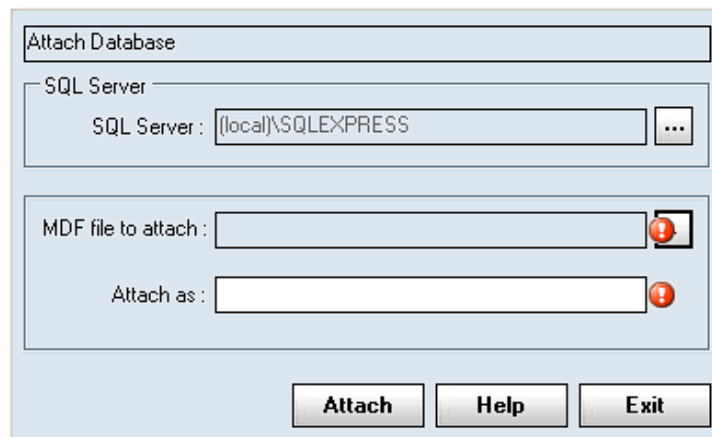 Attach Database
SQL Server
SQL Server : (local)\SQLEXPRESS ...
MDF file to attach :
Attach as :
Attach Help Exit